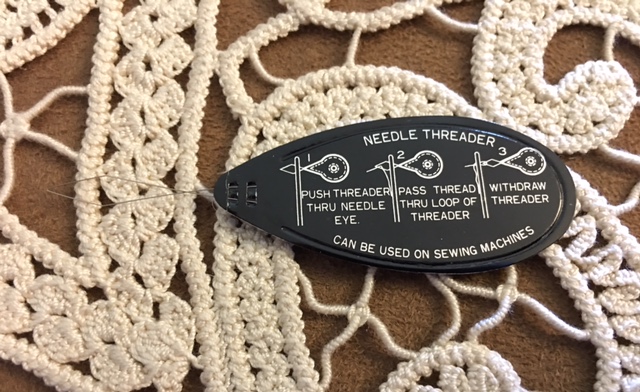 NEEDLE THREADER
1
PUSH THREADER
THRU NEEDLE
EYE.
2
PASS THREAD
THRU LOOP OF
THREADER
3
WITHDRAW
THREADER
CAN BE USED ON SEWING MACHINES